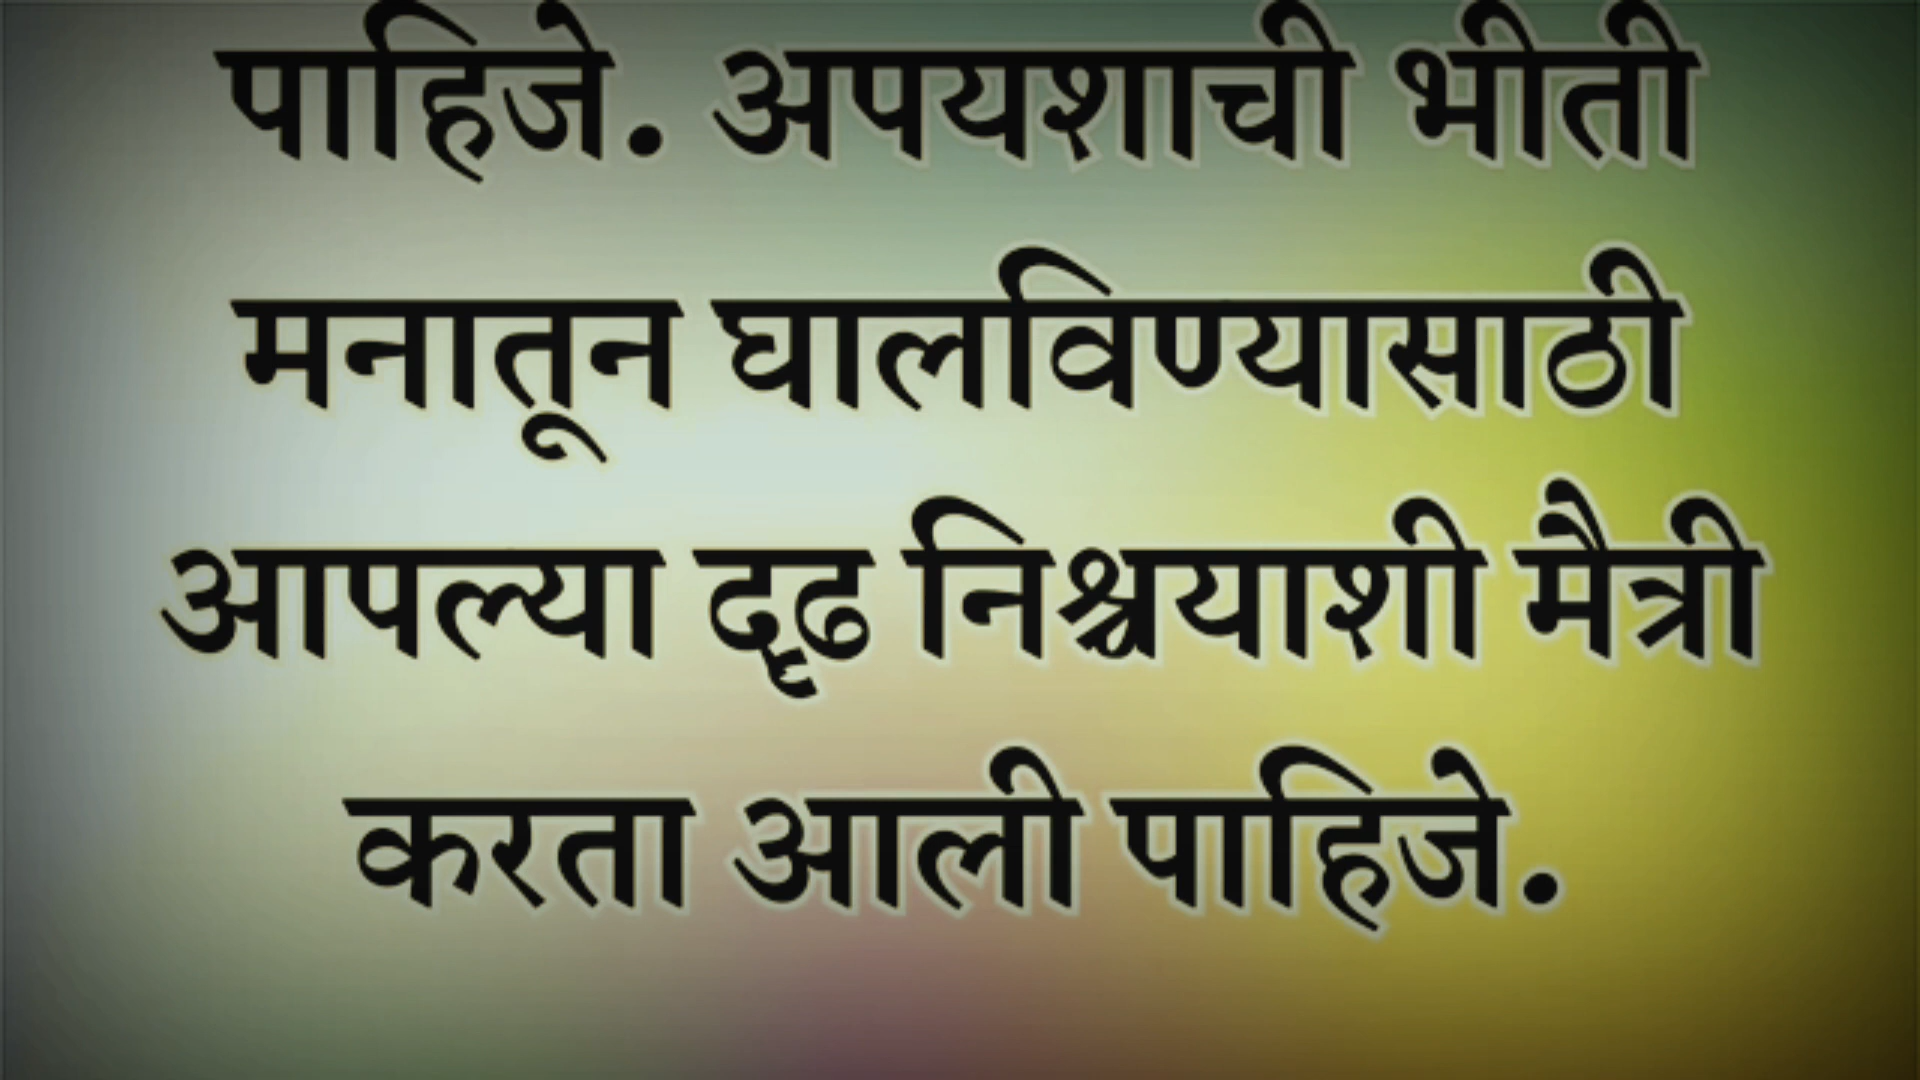 पाहिजे. अपयशाची भीती
मनातून घालविण्यासाठी
आपल्या दृढ निश्चयाशी मैत्री
करता आली पाहिजे.